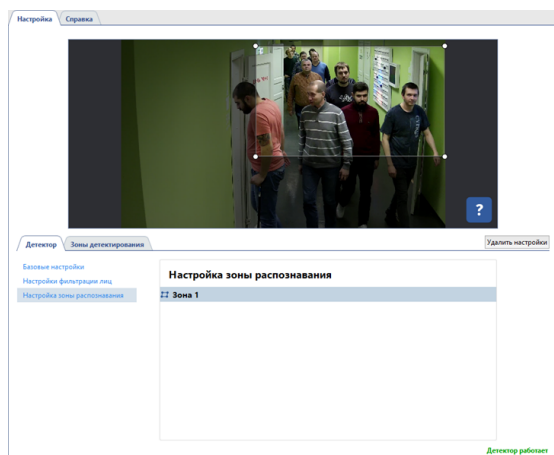 Настройка Справка
?
Детектор Зоны детектирования Удалить настройки
Базовые настройки
Настройки фильтрации лиц
Настройка зоны распознавания
Настройка зоны распознавания
Зона 1
Детектор работает